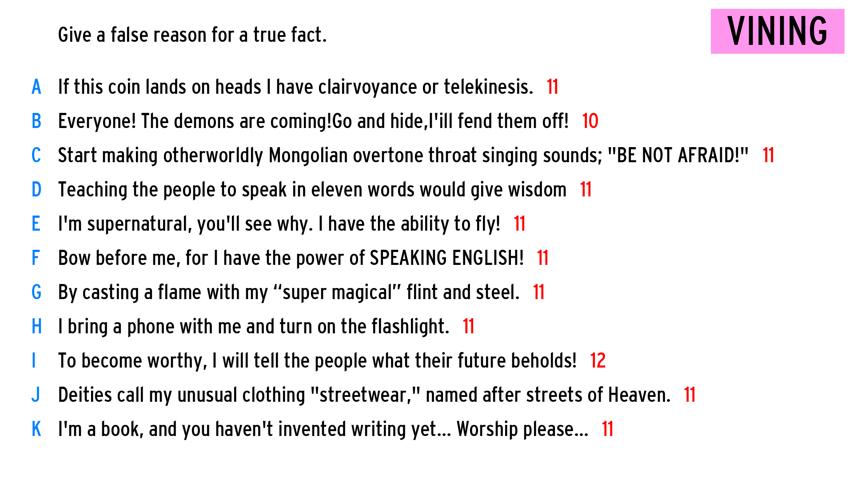 Give a false reason for a true fact.
VINING
A If this coin lands on heads I have clairvoyance or telekinesis. 11
B Everyone! The demons are coming!Go and hide,I'ill fend them off! 10
C Start making otherworldly Mongolian overtone throat singing sounds; "BE NOT AFRAID!" 11
D Teaching the people to speak in eleven words would give wisdom 11
E I'm supernatural, you'll see why. I have the ability to fly! 11
F Bow before me, for I have the power of SPEAKING ENGLISH! 11
G By casting a flame with my “super magical” flint and steel. 11
H I bring a phone with me and turn on the flashlight. 11
I To become worthy, I will tell the people what their future beholds! 12
J Deities call my unusual clothing "streetwear," named after streets of Heaven. 11
K I'm a book, and you haven't invented writing yet... Worship please... 11